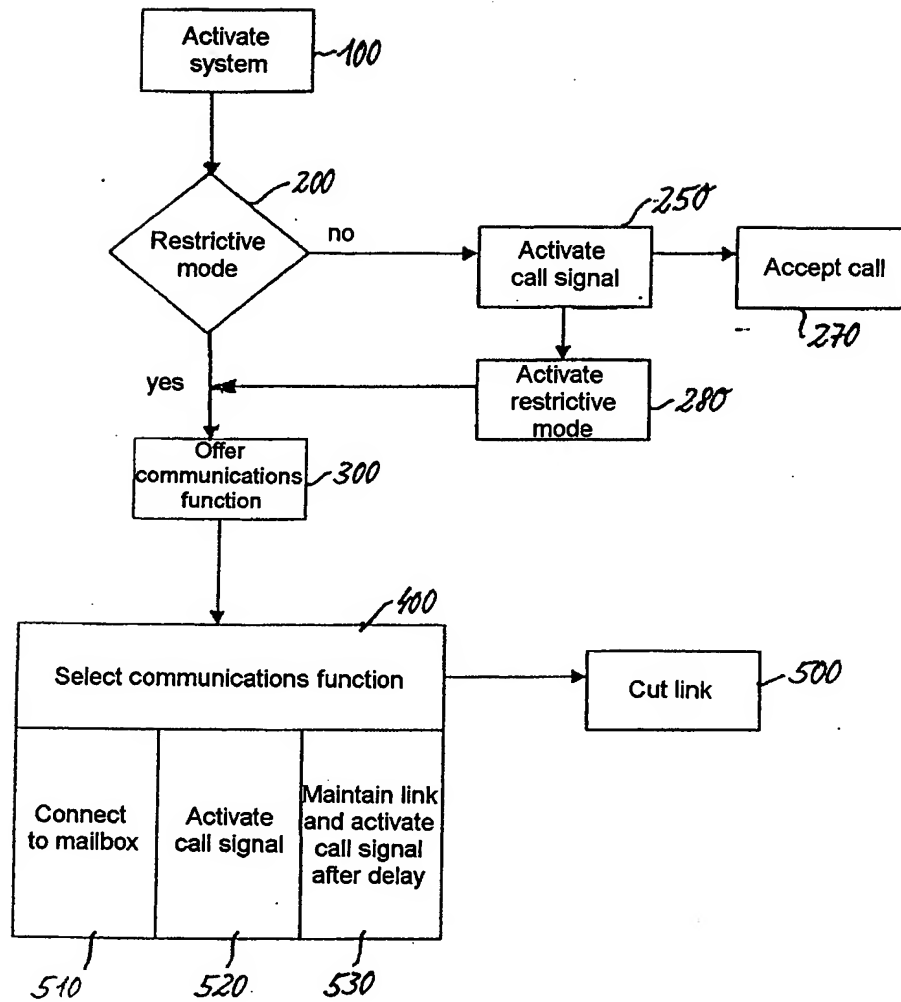 Activate
system
100
200
Restrictive
mode
no
250
Activate
call signal
Accept call
270
yes
Activate
restrictive
mode
280
Offer
communications
function
300
400
Select communications function
Cut link
500
Connect
to mailbox
Activate
call signal
Maintain link
and activate
call signal
after delay
510
520
530